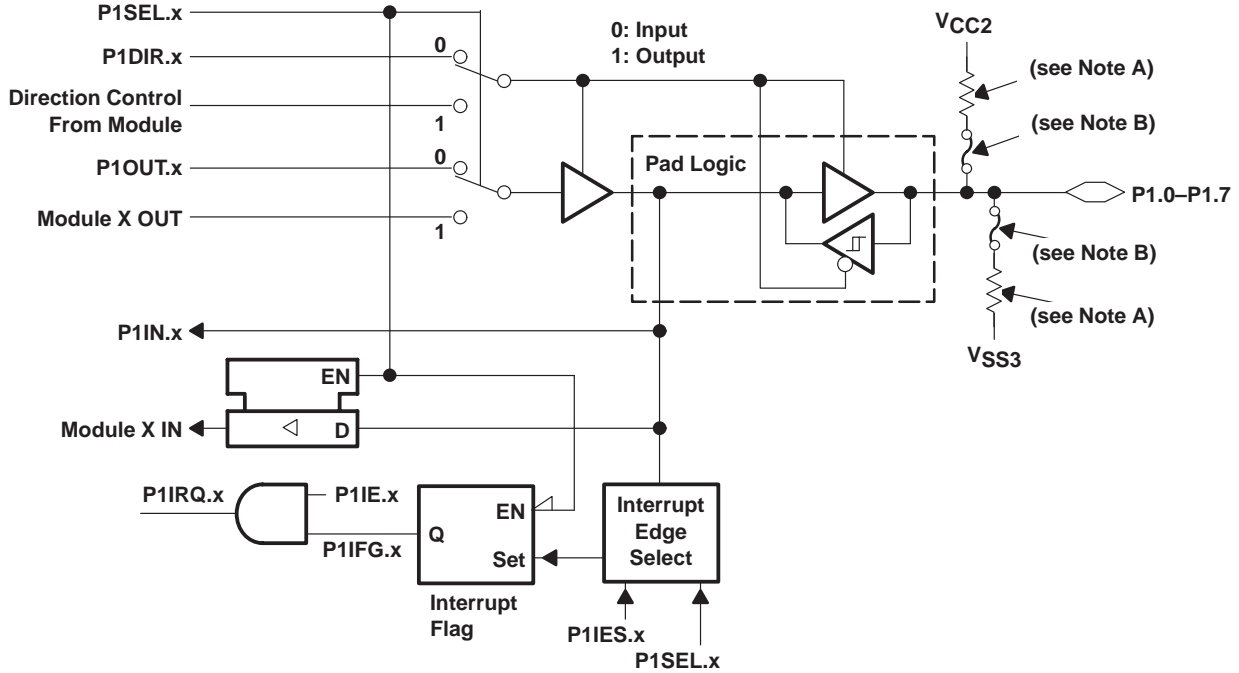 P1SEL.x
P1DIR.x
0
0: Input
1: Output
VCC2
(see Note A)
Direction Control
From Module
1
(see Note B)
P1OUT.x
0
Pad Logic
Module X OUT
1
P1.0–P1.7
(see Note B)
(see Note A)
VSS3
P1IN.x
EN
Module X IN
D
P1IRQ.x
P1IE.x
P1IFG.x
Q
EN
Set
Interrupt
Flag
Interrupt
Edge
Select
P1IES.x
P1SEL.x